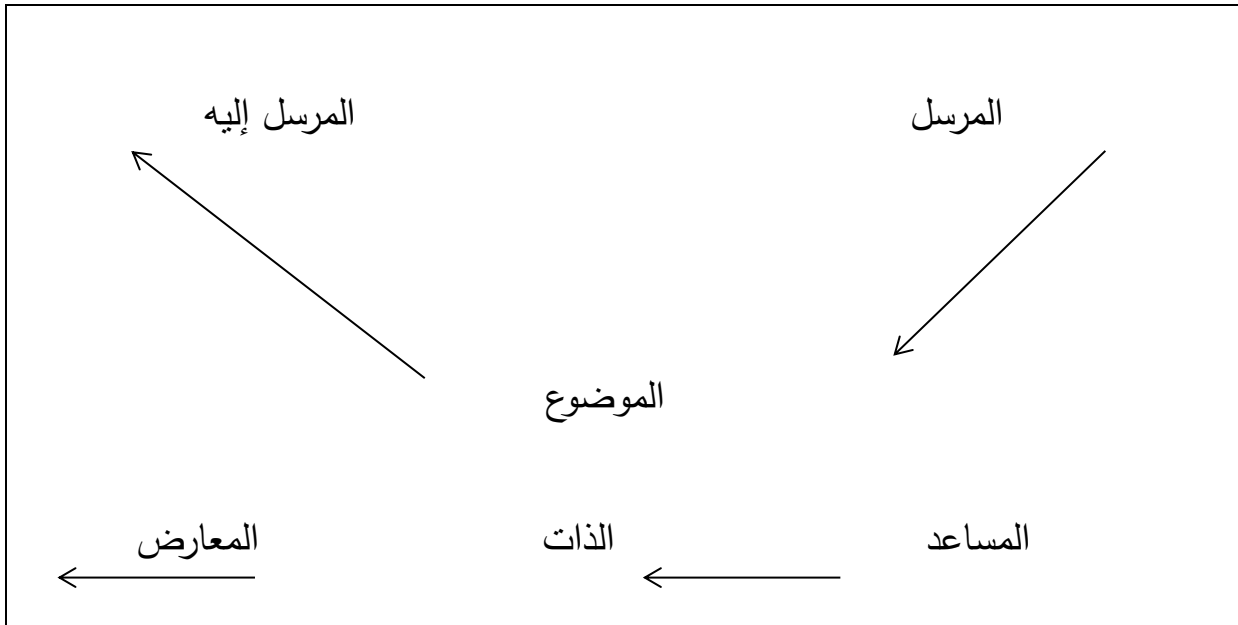 المرسل المرسل إليه
الموضوع
المساعد الذات المعارض